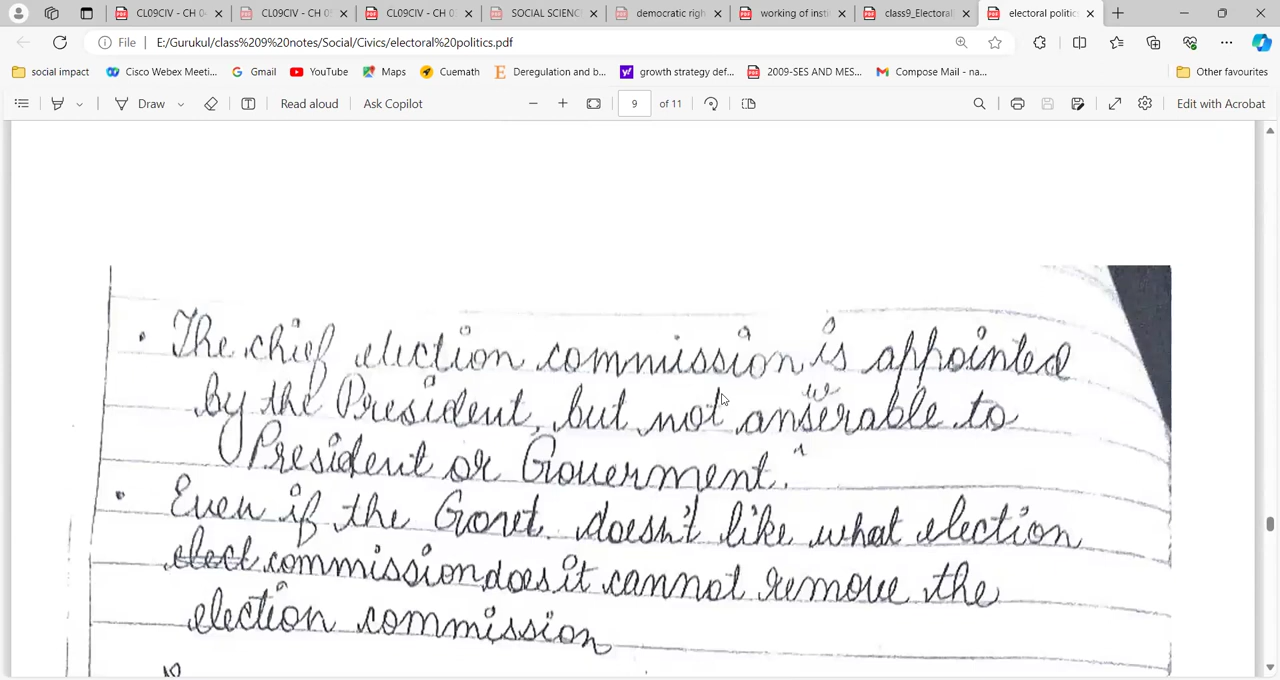 CL09CIV - CH 04
CL09CIV - CH 05
CL09CIV - CH 0
SOCIAL SCIENC
democratic righ
working of insti
class9_Electoral
electoral politic
File
E:/Gurukul/class%209%20notes/Social/Civics/electoral%20politics.pdf
social impact
Cisco Webex Meeti...
Gmail
YouTube
Maps
Cuemath
Deregulation and b...
growth strategy def...
2009-SES AND MES...
Compose Mail - na...
Other favourites
Draw
Read aloud
Ask Copilot
9 of 11
Edit with Acrobat
• The chief election commission is appointed
by the President, but not anserable to
President or Gouverment.
• Even if the Govt. doesn't like what election
elect commission does it cannot remove the
election commission